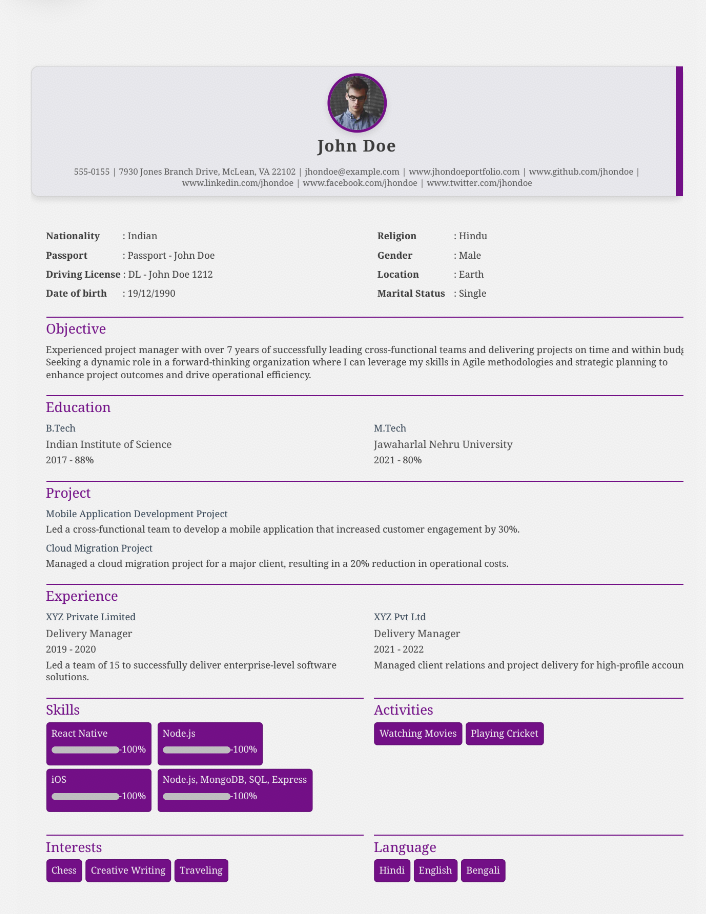 John Doe
555-0155 | 7930 Jones Branch Drive, McLean, VA 22102 | jhondoe@example.com | www.jhondoeportfolio.com | www.github.com/jhondoe |
www.linkedin.com/jhondoe | www.facebook.com/jhondoe | www.twitter.com/jhondoe
Nationality : Indian
Religion : Hindu
Passport : Passport - John Doe
Gender : Male
Driving License : DL - John Doe 1212
Location : Earth
Date of birth : 19/12/1990
Marital Status : Single
Objective
Experienced project manager with over 7 years of successfully leading cross-functional teams and delivering projects on time and within budg
Seeking a dynamic role in a forward-thinking organization where I can leverage my skills in Agile methodologies and strategic planning to
enhance project outcomes and drive operational efficiency.
Education
B.Tech
Indian Institute of Science
2017 - 88%
M.Tech
Jawaharlal Nehru University
2021 - 80%
Project
Mobile Application Development Project
Led a cross-functional team to develop a mobile application that increased customer engagement by 30%.
Cloud Migration Project
Managed a cloud migration project for a major client, resulting in a 20% reduction in operational costs.
Experience
XYZ Private Limited
Delivery Manager
2019 - 2020
Led a team of 15 to successfully deliver enterprise-level software
solutions.
XYZ Pvt Ltd
Delivery Manager
2021 - 2022
Managed client relations and project delivery for high-profile accoun
Skills
React Native
-100%
Node.js
-100%
iOS
-100%
Node.js, MongoDB, SQL, Express
-100%
Activities
Watching Movies
Playing Cricket
Interests
Chess
Creative Writing
Traveling
Language
Hindi
English
Bengali